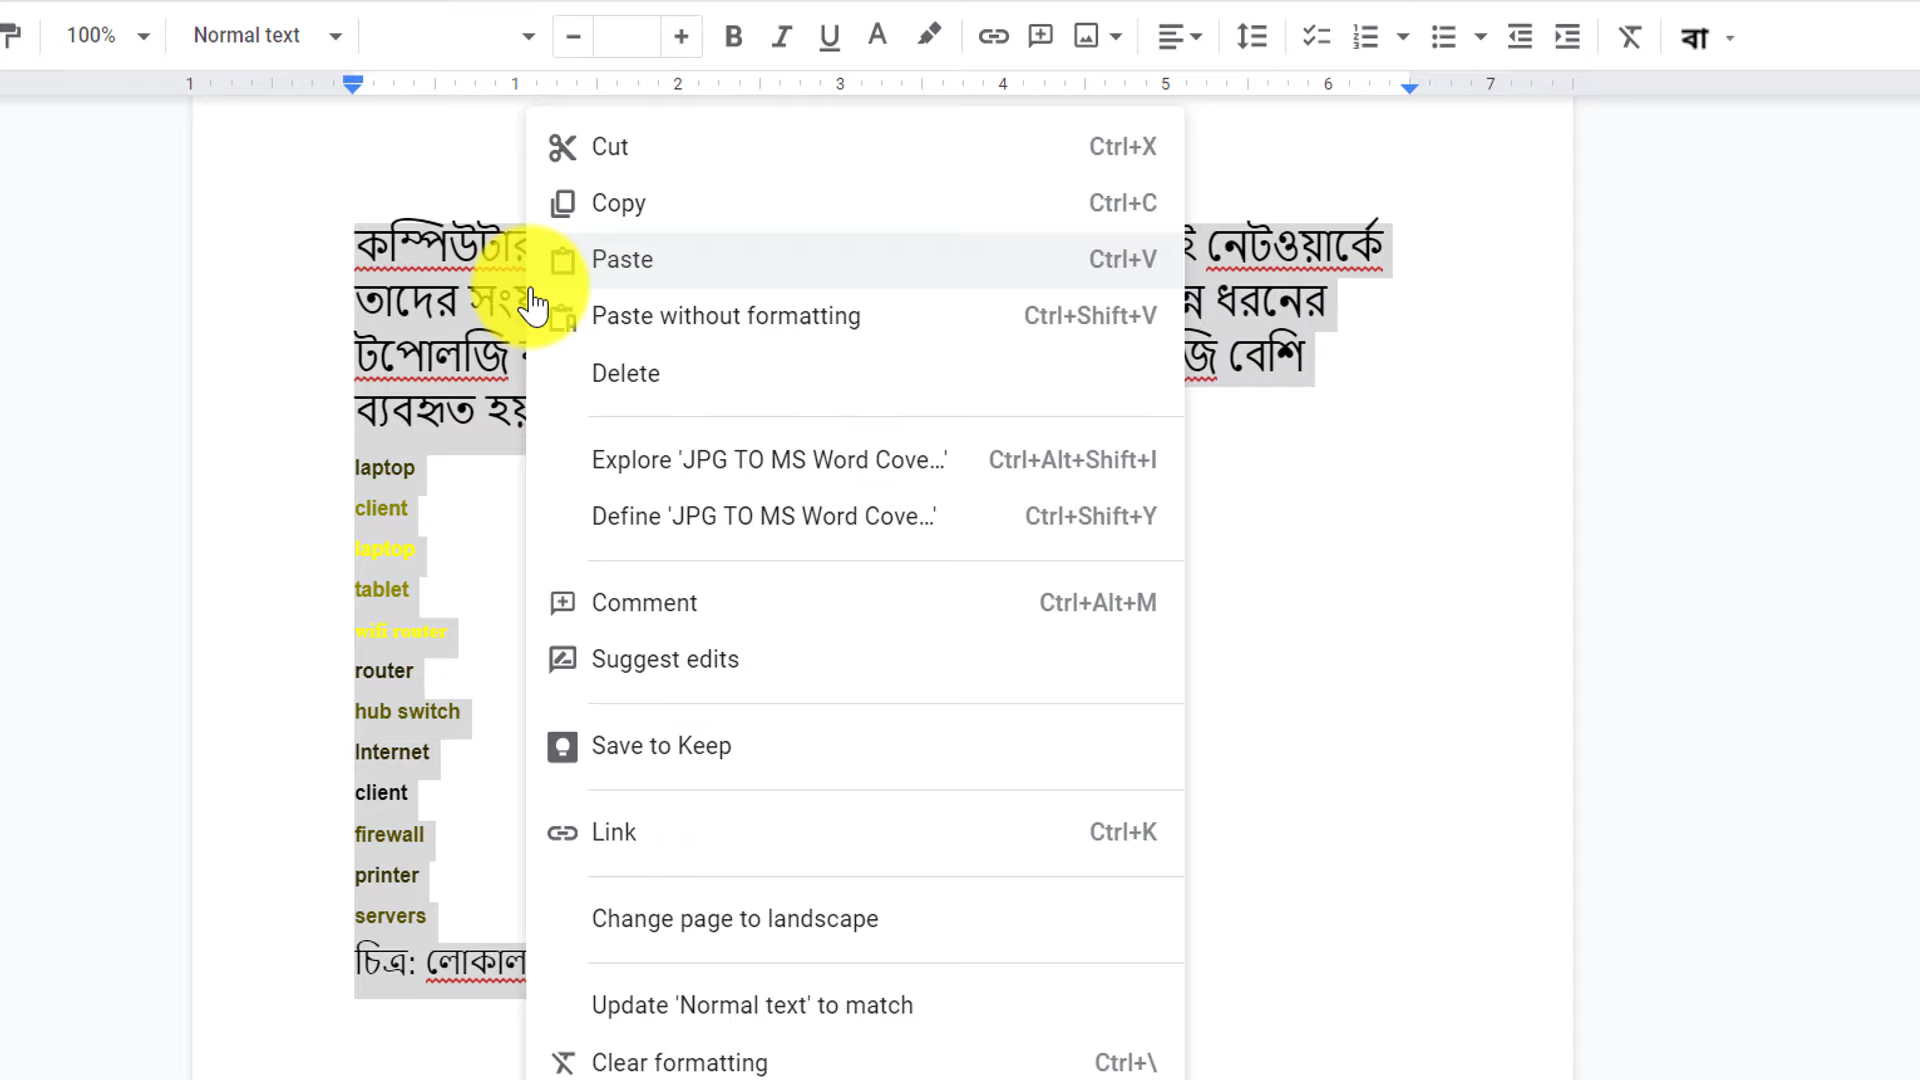 100% Normal text
1 1 2 3 4 5 6 7
Cut Ctrl+X
Copy Ctrl+C
Paste Ctrl+V
Paste without formatting Ctrl+Shift+V
Delete
Explore 'JPG TO MS Word Cove...' Ctrl+Alt+Shift+I
Define 'JPG TO MS Word Cove...' Ctrl+Shift+Y
Comment Ctrl+Alt+M
Suggest edits
Save to Keep
Link Ctrl+K
Change page to landscape
Update 'Normal text' to match
Clear formatting Ctrl+\
কম্পিউটার নেটওয়ার্কে
তাদের ধরনের
টপোলজি বেশি
ব্যবহৃত হয়
laptop
client
laptop
tablet
wifi router
router
hub switch
Internet
client
firewall
printer
servers
চিত্র: লোকাল